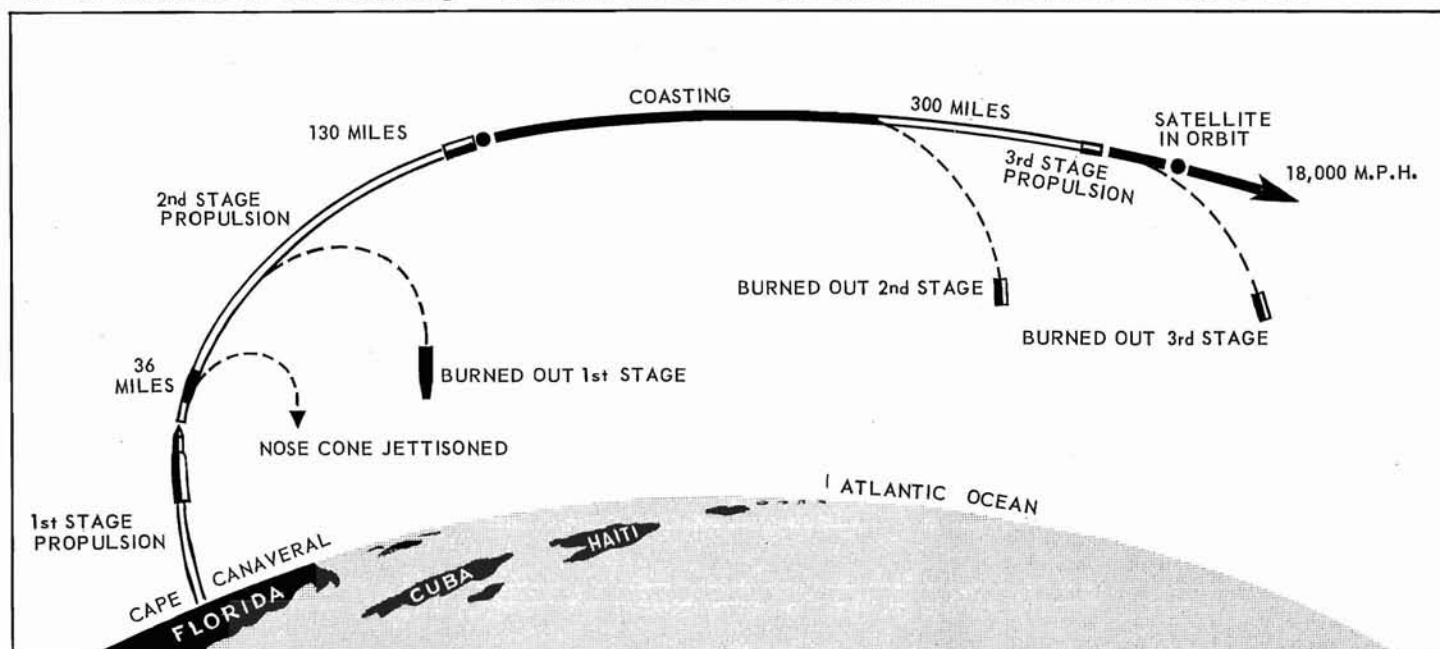 COASTING
300 MILES
130 MILES
SATELLITE
IN ORBIT
18,000 M.P.H.
3rd STAGE
PROPULSION
2nd STAGE
PROPULSION
BURNED OUT 2nd STAGE
BURNED OUT 3rd STAGE
36
MILES
BURNED OUT 1st STAGE
NOSE CONE JETTISONED
1st STAGE
PROPULSION
ATLANTIC OCEAN
CAPE CANAVERAL
FLORIDA
CUBA
HAITI